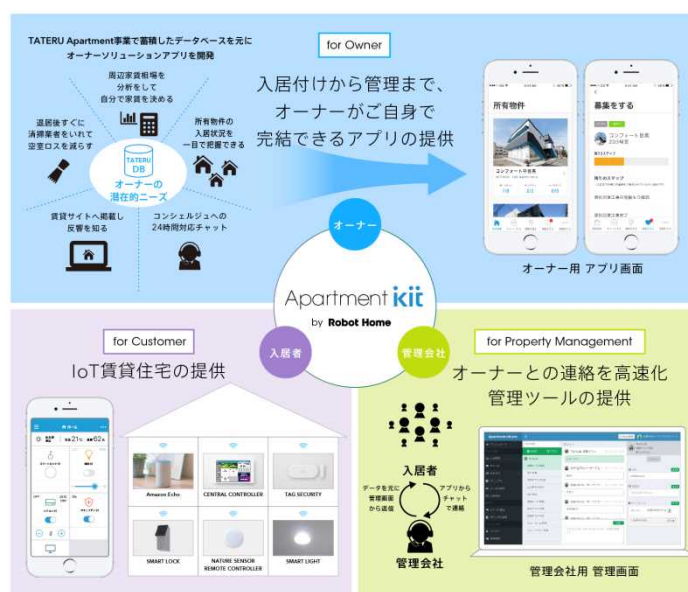 TATERU Apartment事業で蓄積したデータベースを元に
オーナーソリューションアプリを開発
周辺家賃相場を
分析をして
自分で家賃を決める
退居後すぐに
清掃業者をいれて
空室ロスを減らす
所有物件の
入居状況を
一目で把握できる
TATERU
DB
オーナーの
潜在的ニーズ
賃貸サイトへ掲載し
反響を知る
コンシェルジュへの
24時間対応チャット
for Owner
入居付けから管理まで、
オーナーがご自身で
完結できるアプリの提供
所有物件
募集をする
オーナー用 アプリ画面
オーナー
Apartment kit
by Robot Home
入居者
管理会社
for Customer
IoT賃貸住宅の提供
Amazon Echo
CENTRAL CONTROLLER
TAG SECURITY
SMART LOCK
NATURE SENSOR
REMOTE CONTROLLER
SMART LIGHT
for Property Management
オーナーとの連絡を高速化
管理ツールの提供
入居者
データを元に
管理画面
から返信
アプリから
チャット
で連絡
管理会社
管理会社用 管理画面